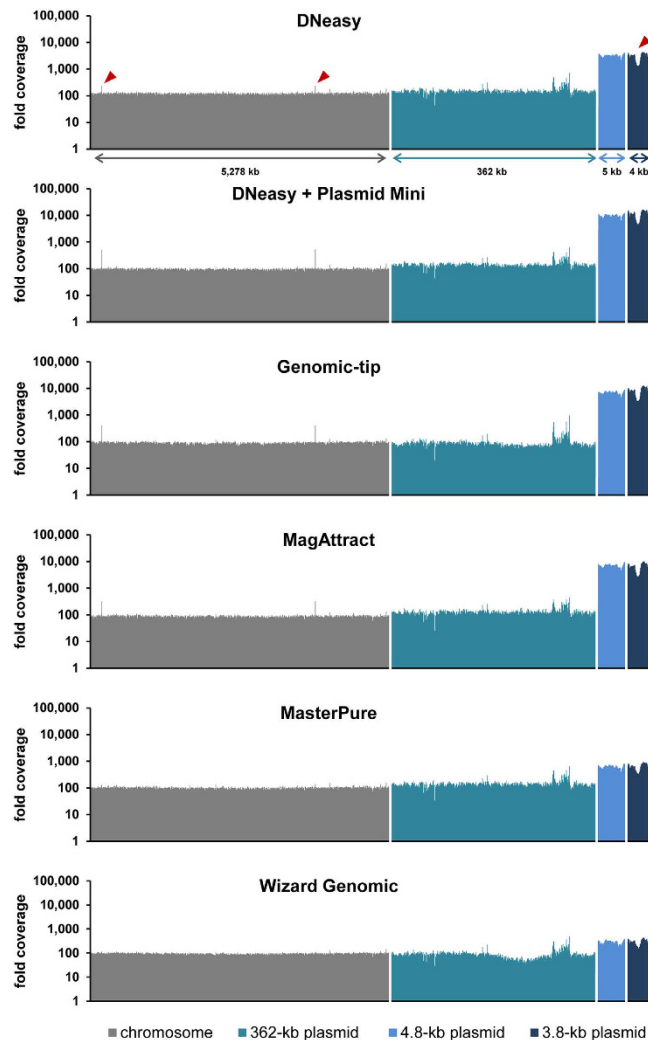 DNeasy
fold coverage
100,000
10,000
1,000
100
10
1
5,278 kb
362 kb
5 kb
4 kb
DNeasy + Plasmid Mini
fold coverage
100,000
10,000
1,000
100
10
1
Genomic-tip
fold coverage
100,000
10,000
1,000
100
10
1
MagAttract
fold coverage
100,000
10,000
1,000
100
10
1
MasterPure
fold coverage
100,000
10,000
1,000
100
10
1
Wizard Genomic
fold coverage
100,000
10,000
1,000
100
10
1
chromosome 362-kb plasmid 4.8-kb plasmid 3.8-kb plasmid